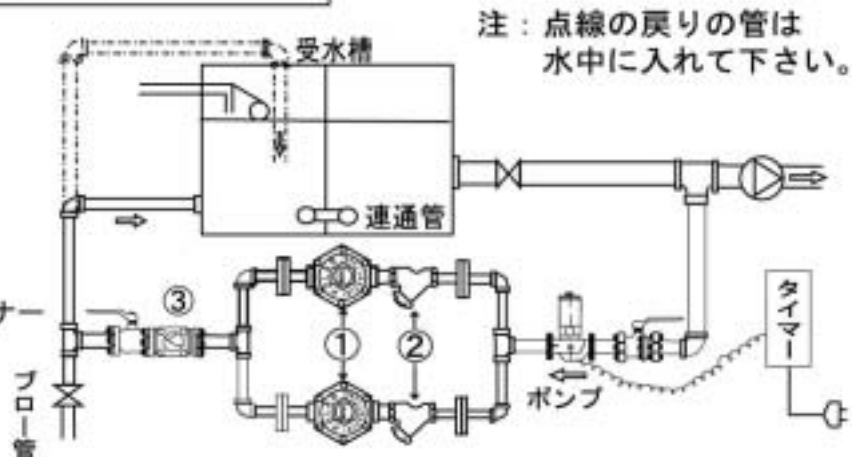 注：点線の戻りの管は
水中に入れて下さい。
受水槽
連通管
③
ナー
①
②
タイマー
ポンプ
ブロー管